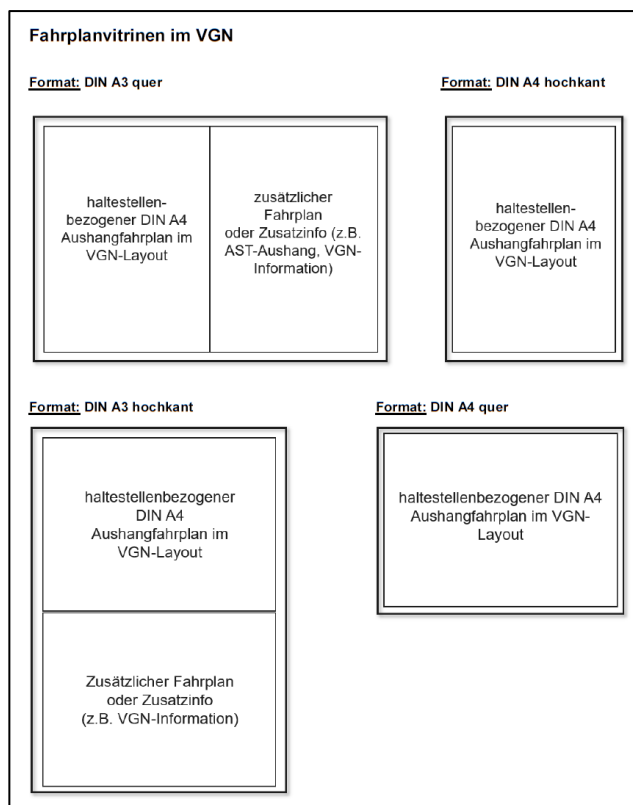 Fahrplanvitrinen im VGN
Format: DIN A3 quer
haltestellen-
bezogener DIN A4
Aushangfahrplan im
VGN-Layout
zusätzlicher
Fahrplan
oder Zusatzinfo (z.B.
AST-Aushang, VGN-
Information)
Format: DIN A4 hochkant
haltestellen-
bezogener DIN A4
Aushangfahrplan im
VGN-Layout
Format: DIN A3 hochkant
haltestellenbezogener
DIN A4
Aushangfahrplan im
VGN-Layout
Zusätzlicher Fahrplan
oder Zusatzinfo
(z.B. VGN-Information)
Format: DIN A4 quer
haltestellenbezogener DIN A4
Aushangfahrplan im VGN-
Layout